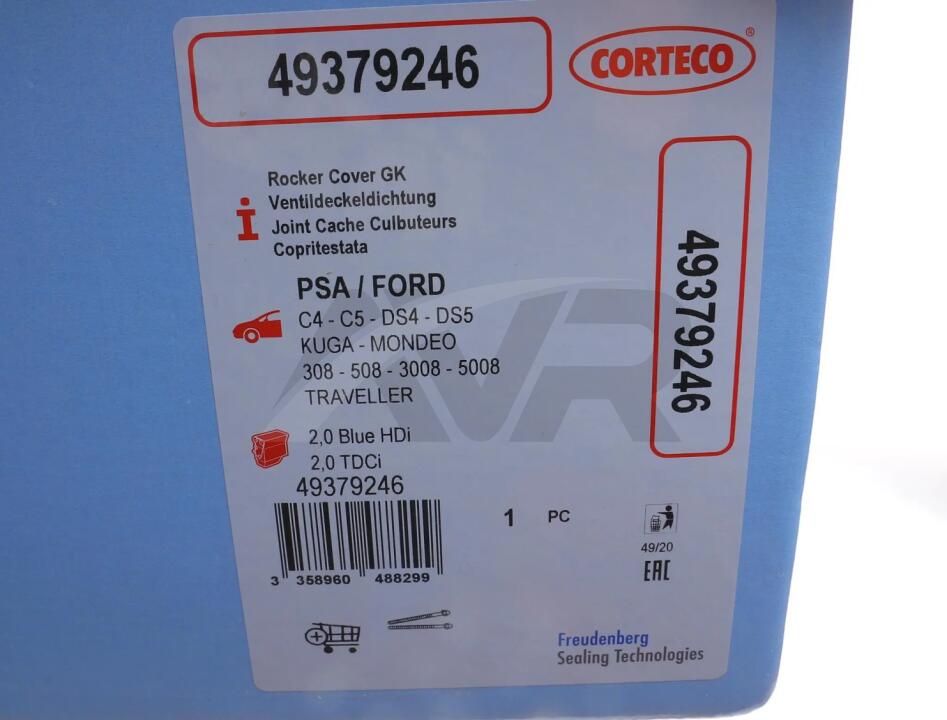 49379246
CORTECO®
Rocker Cover GK
Ventildeckeldichtung
Joint Cache Culbuteurs
Copritestata
PSA / FORD
C4 - C5 - DS4 - DS5
KUGA - MONDEO
308 - 508 - 3008 - 5008
TRAVELLER
2,0 Blue HDi
2,0 TDCi
49379246
3 358960 488299
1 PC
49/20
EAC
Freudenberg
Sealing Technologies
49379246
AVR